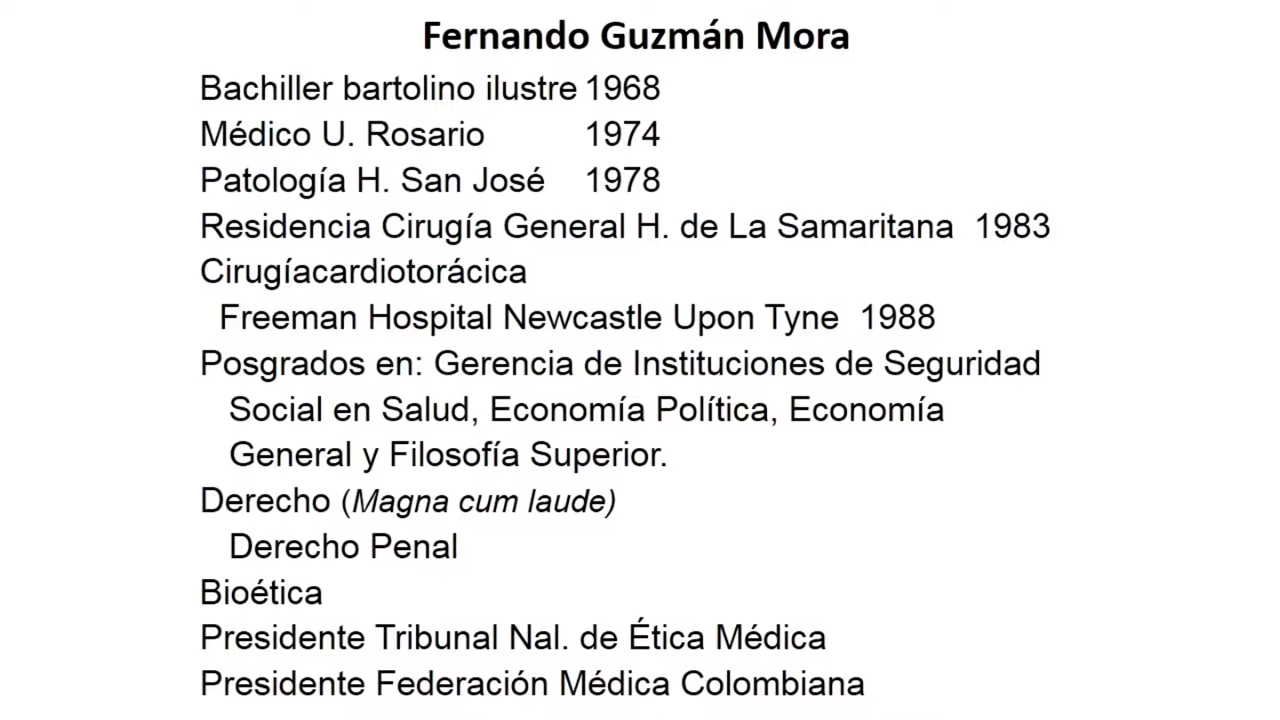 Fernando Guzmán Mora
Bachiller bartolino ilustre 1968
Médico U. Rosario 1974
Patología H. San José 1978
Residencia Cirugía General H. de La Samaritana 1983
Cirugíacardiotorácica
Freeman Hospital Newcastle Upon Tyne 1988
Posgrados en: Gerencia de Instituciones de Seguridad
Social en Salud, Economía Política, Economía
General y Filosofía Superior.
Derecho (Magna cum laude)
Derecho Penal
Bioética
Presidente Tribunal Nal. de Ética Médica
Presidente Federación Médica Colombiana